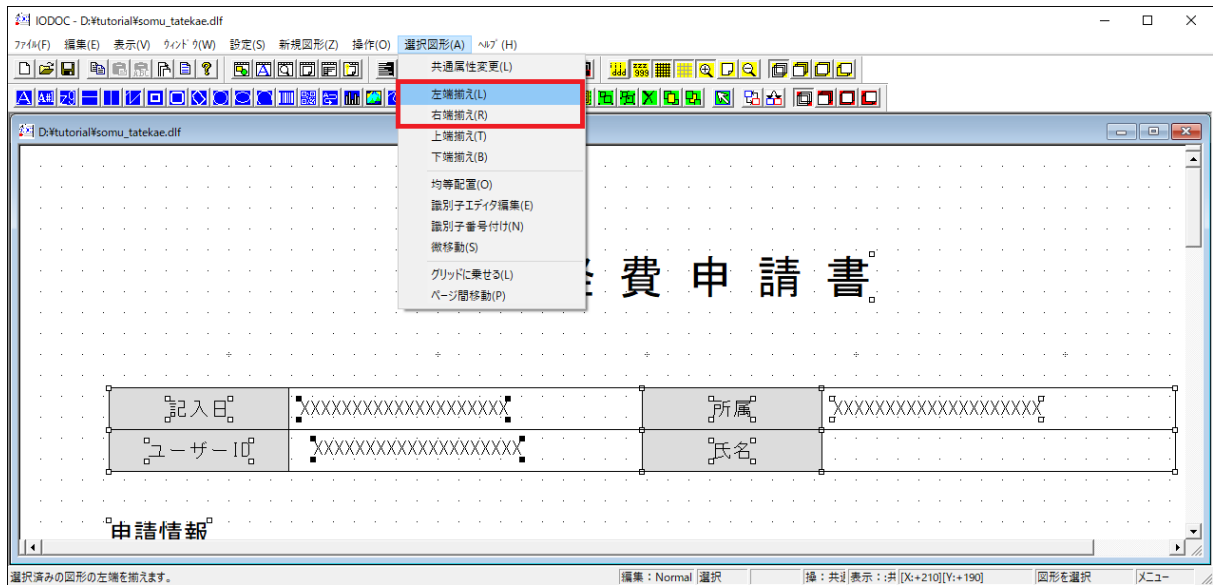 IODOC - D:¥tutorial¥somu_tatekae.dlf
ファイル(F) 編集(E) 表示(V) ウィンドウ(W) 設定(S) 新規図形(Z) 操作(O) 選択図形(A) ヘルプ(H)
共通属性変更(L)
左端揃え(L)
右端揃え(R)
上端揃え(T)
下端揃え(B)
均等配置(O)
識別子エディタ編集(E)
識別子番号付け(N)
微移動(S)
グリッドに乗せる(L)
ページ間移動(P)
D:¥tutorial¥somu_tatekae.dlf
費申請書
記入日 XXXXXXXXXXXXXXXXXXXX 所属 XXXXXXXXXXXXXXXXXXXX
ユーザーID XXXXXXXXXXXXXXXXXXXX 氏名
申請情報
選択済みの図形の左端を揃えます。 編集：Normal 選択 操：共通 表示：:共 [X:+210][Y:+190] 図形を選択 メニュー